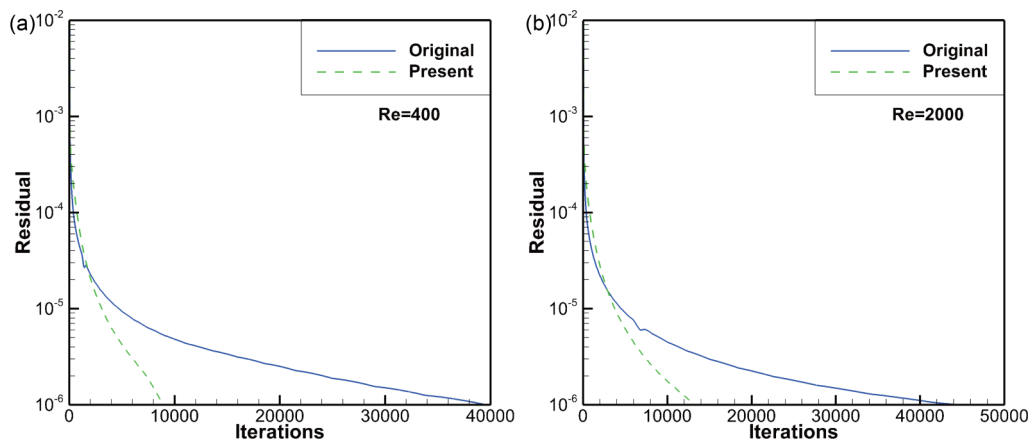 (a)
10-2
10-3
10-4
10-5
10-6
Residual
Original
Present
Re=400
0
10000
20000
30000
40000
Iterations
(b)
10-2
10-3
10-4
10-5
10-6
Residual
Original
Present
Re=2000
0
10000
20000
30000
40000
50000
Iterations